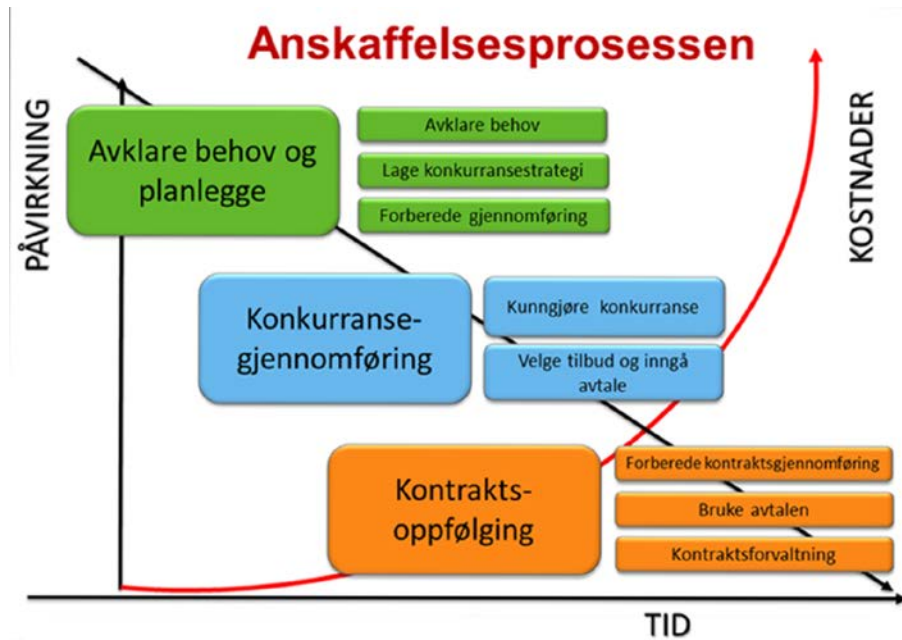 Anskaffelsesprosessen
PÅVIRKNING
KOSTNADER
Avklare behov og
planlegge
Avklare behov
Lage konkurransestrategi
Forberede gjennomføring
Konkurranse-
gjennomføring
Kunngjøre konkurranse
Velge tilbud og inngå
avtale
Kontrakts-
oppfølging
Forberede kontraktsgjennomføring
Bruke avtalen
Kontraktsforvaltning
TID